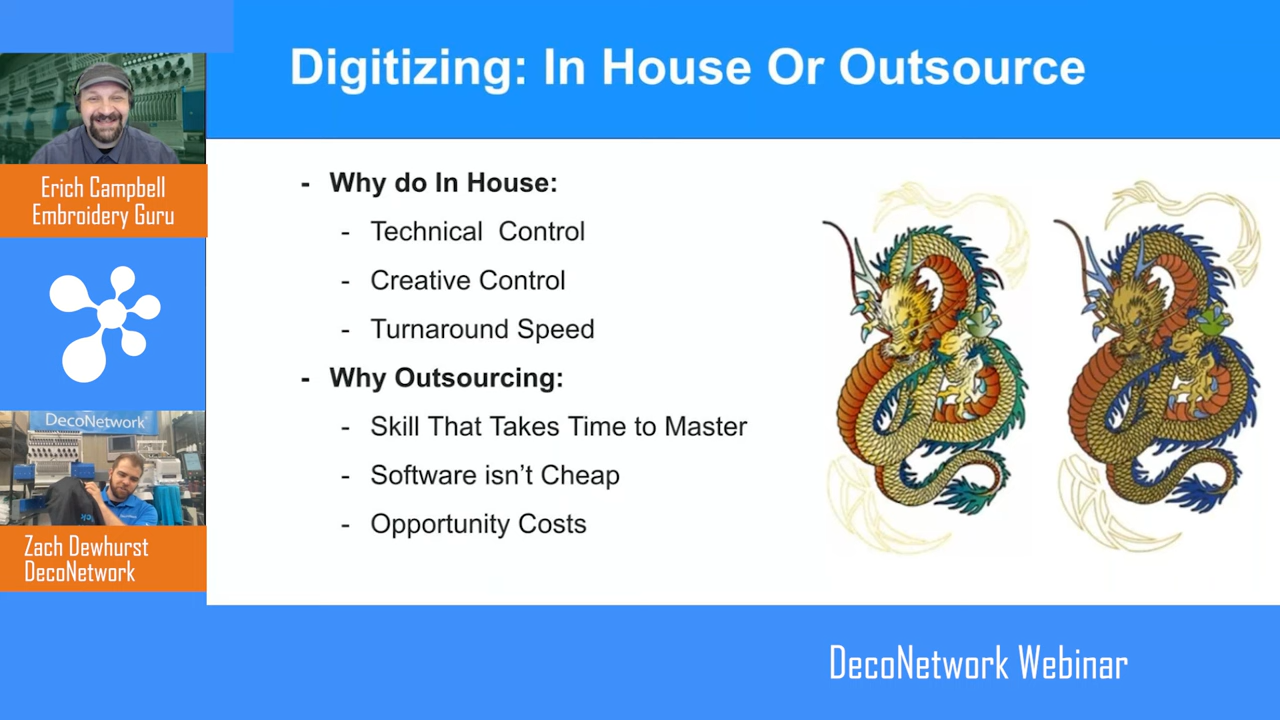 Digitizing: In House Or Outsource
Erich Campbell
Embroidery Guru
DecoNetwork
Zach Dewhurst
DecoNetwork
- Why do In House:
- Technical Control
- Creative Control
- Turnaround Speed
- Why Outsourcing:
- Skill That Takes Time to Master
- Software isn’t Cheap
- Opportunity Costs
DecoNetwork Webinar